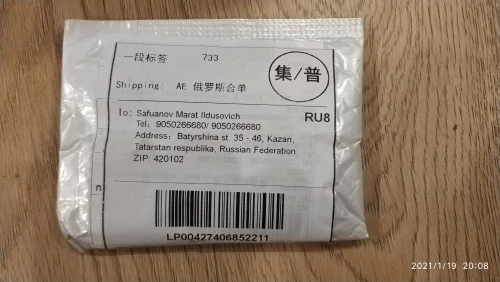 一段标签 733
集/普
Shipping: AE 俄罗斯合单
RU8
To: Safuanov Marat Ildusovich
Tel: 9050266680/ 9050266680
Address: Batyrshina st. 35 -.46, Kazan,
Tatarstan respublika, Russian Federation
ZIP: 420102
LP00427406852211
2021/1/19 20:08